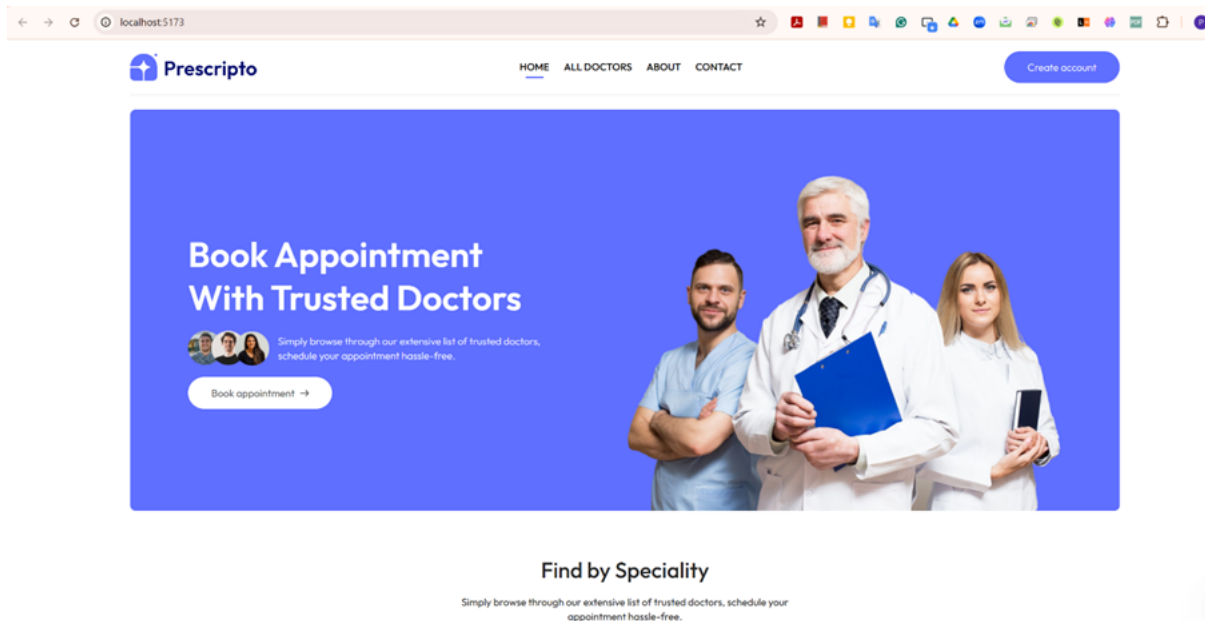 localhost:5173
Prescripto
HOME ALL DOCTORS ABOUT CONTACT
Create account
Book Appointment
With Trusted Doctors
Simply browse through our extensive list of trusted doctors,
schedule your appointment hassle-free.
Book appointment →
Find by Speciality
Simply browse through our extensive list of trusted doctors, schedule your
appointment hassle-free.